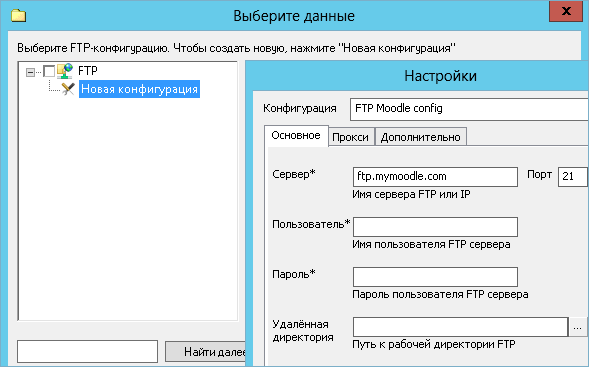 Выберите данные
X
Выберите FTP-конфигурацию. Чтобы создать новую, нажмите "Новая конфигурация"
FTP
Новая конфигурация
Найти далее
Настройки
Конфигурация FTP Moodle config
Основное Прокси Дополнительно
Сервер* ftp.mymoodle.com Порт 21
Имя сервера FTP или IP
Пользователь*
Имя пользователя FTP сервера
Пароль*
Пароль пользователя FTP сервера
Удалённая
директория
...
Путь к рабочей директории FTP